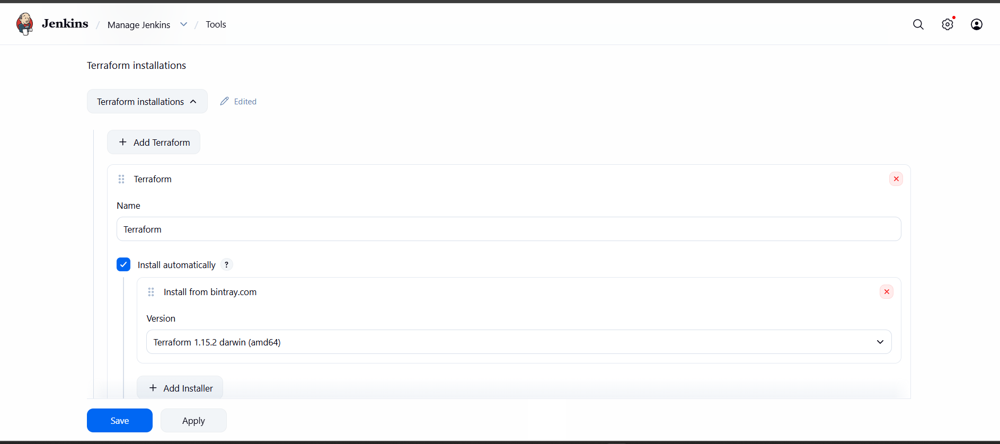 Jenkins / Manage Jenkins / Tools
Terraform installations
Terraform installations Edited
+ Add Terraform
Terraform
Name
Terraform
Install automatically ?
Install from bintray.com
Version
Terraform 1.15.2 darwin (amd64)
+ Add Installer
Save Apply